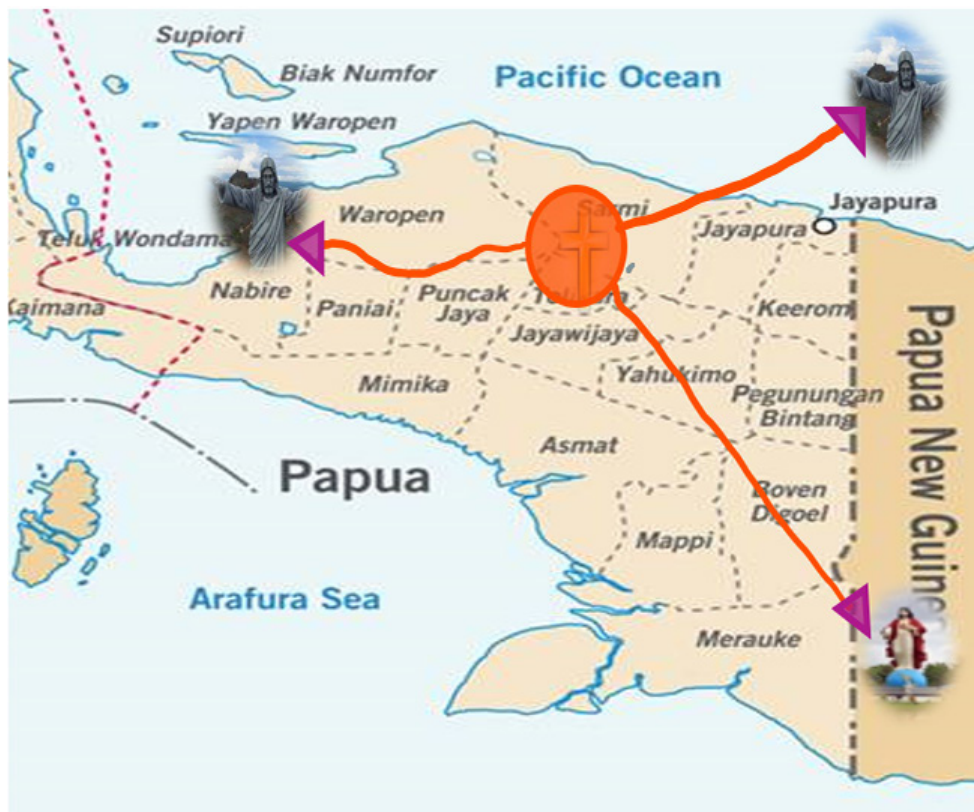 Supiori
Biak Numfor
Pacific Ocean
Yapen Waropen
Jayapura
Waropen
Sarmi
Jayapura
Teluk Wondama
Nabire
Paniai
Puncak
Jaya
Keerom
Kaimana
Jayawijaya
Mimika
Yahukimo
Pegunungan
Bintang
Papua New Guinea
Asmat
Papua
Boven
Digoel
Mappi
Arafura Sea
Merauke